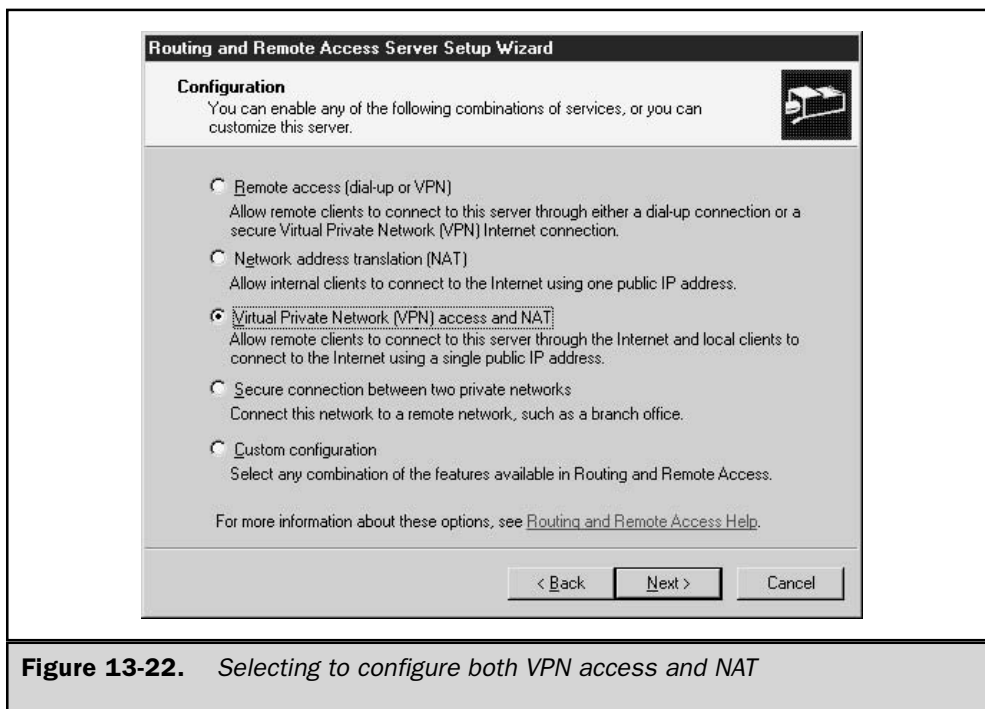 Routing and Remote Access Server Setup Wizard
Configuration
You can enable any of the following combinations of services, or you can
customize this server.
Remote access (dial-up or VPN)
Allow remote clients to connect to this server through either a dial-up connection or a
secure Virtual Private Network (VPN) Internet connection.
Network address translation (NAT)
Allow internal clients to connect to the Internet using one public IP address.
Virtual Private Network (VPN) access and NAT
Allow remote clients to connect to this server through the Internet and local clients to
connect to the Internet using a single public IP address.
Secure connection between two private networks
Connect this network to a remote network, such as a branch office.
Custom configuration
Select any combination of the features available in Routing and Remote Access.
For more information about these options, see Routing and Remote Access Help.
< Back Next > Cancel
Figure 13-22. Selecting to configure both VPN access and NAT